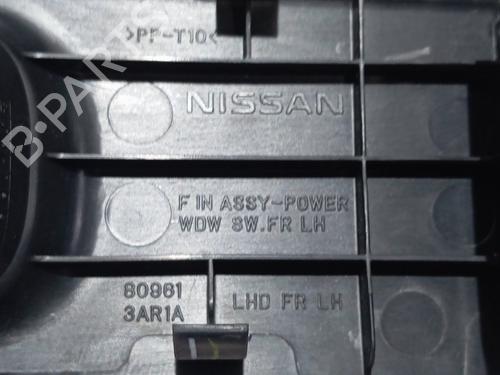 >PP-T10<
NISSAN
B-PARTS
F IN ASSY-POWER
WDW SW.FR LH
80961
3AR1A
LHD FR LH